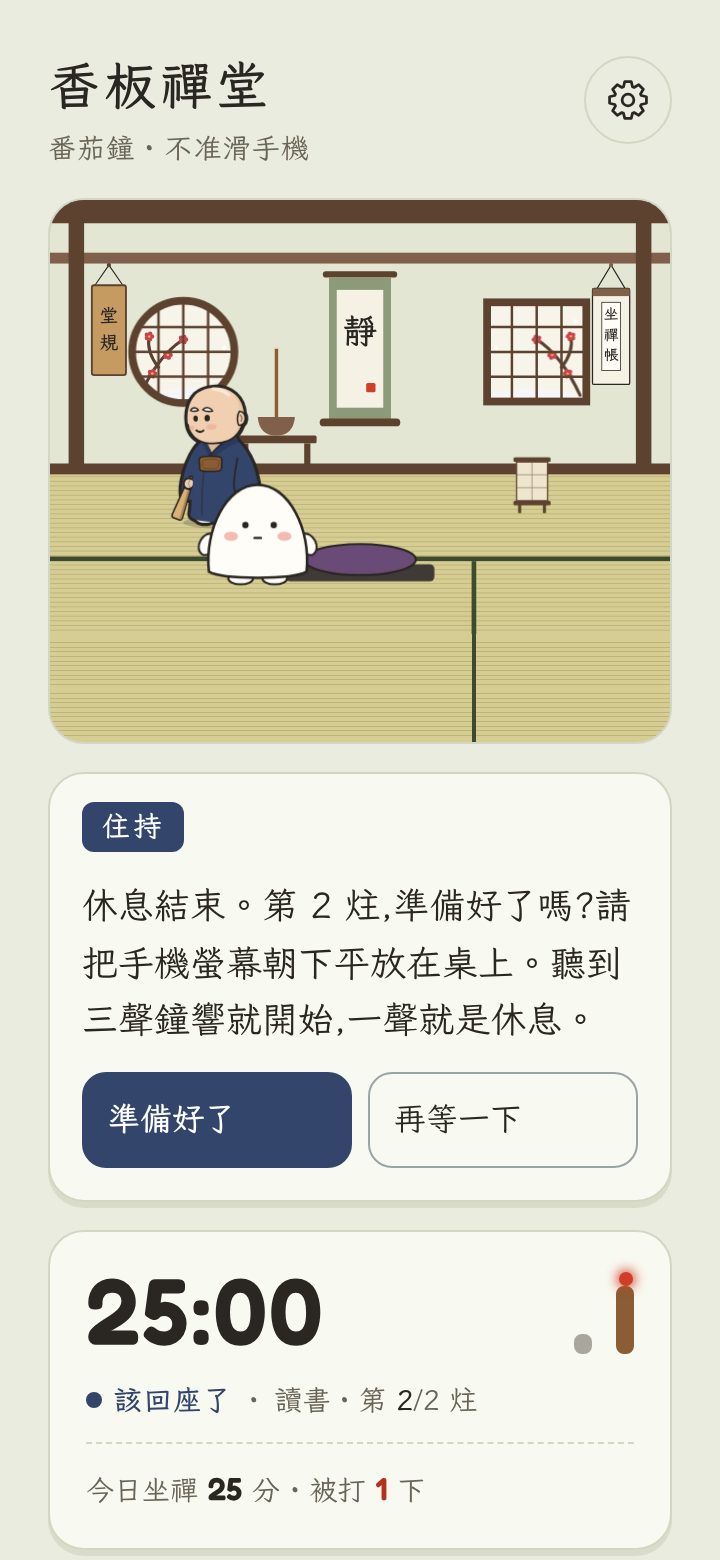 香板禪堂
番茄鐘・不准滑手機
堂規
靜
坐禪帳
住持
休息結束。第 2 炷,準備好了嗎?請
把手機螢幕朝下平放在桌上。聽到
三聲鐘響就開始,一聲就是休息。
準備好了
再等一下
25:00
該回座了 · 讀書・第 2/2 炷
今日坐禪 25 分・被打 1 下